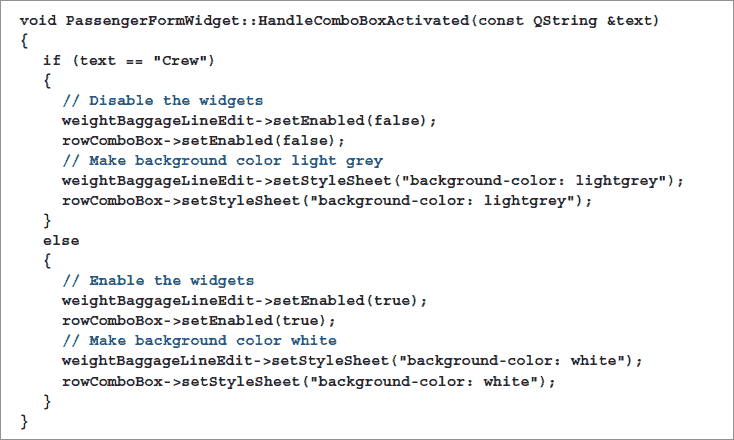 void PassengerFormWidget::HandleComboBoxActivated(const QString &text)
{
if (text == "Crew")
{
// Disable the widgets
weightBaggageLineEdit->setEnabled(false);
rowComboBox->setEnabled(false);
// Make background color light grey
weightBaggageLineEdit->setStyleSheet("background-color: lightgrey");
rowComboBox->setStyleSheet("background-color: lightgrey");
}
else
{
// Enable the widgets
weightBaggageLineEdit->setEnabled(true);
rowComboBox->setEnabled(true);
// Make background color white
weightBaggageLineEdit->setStyleSheet("background-color: white");
rowComboBox->setStyleSheet("background-color: white");
}
}